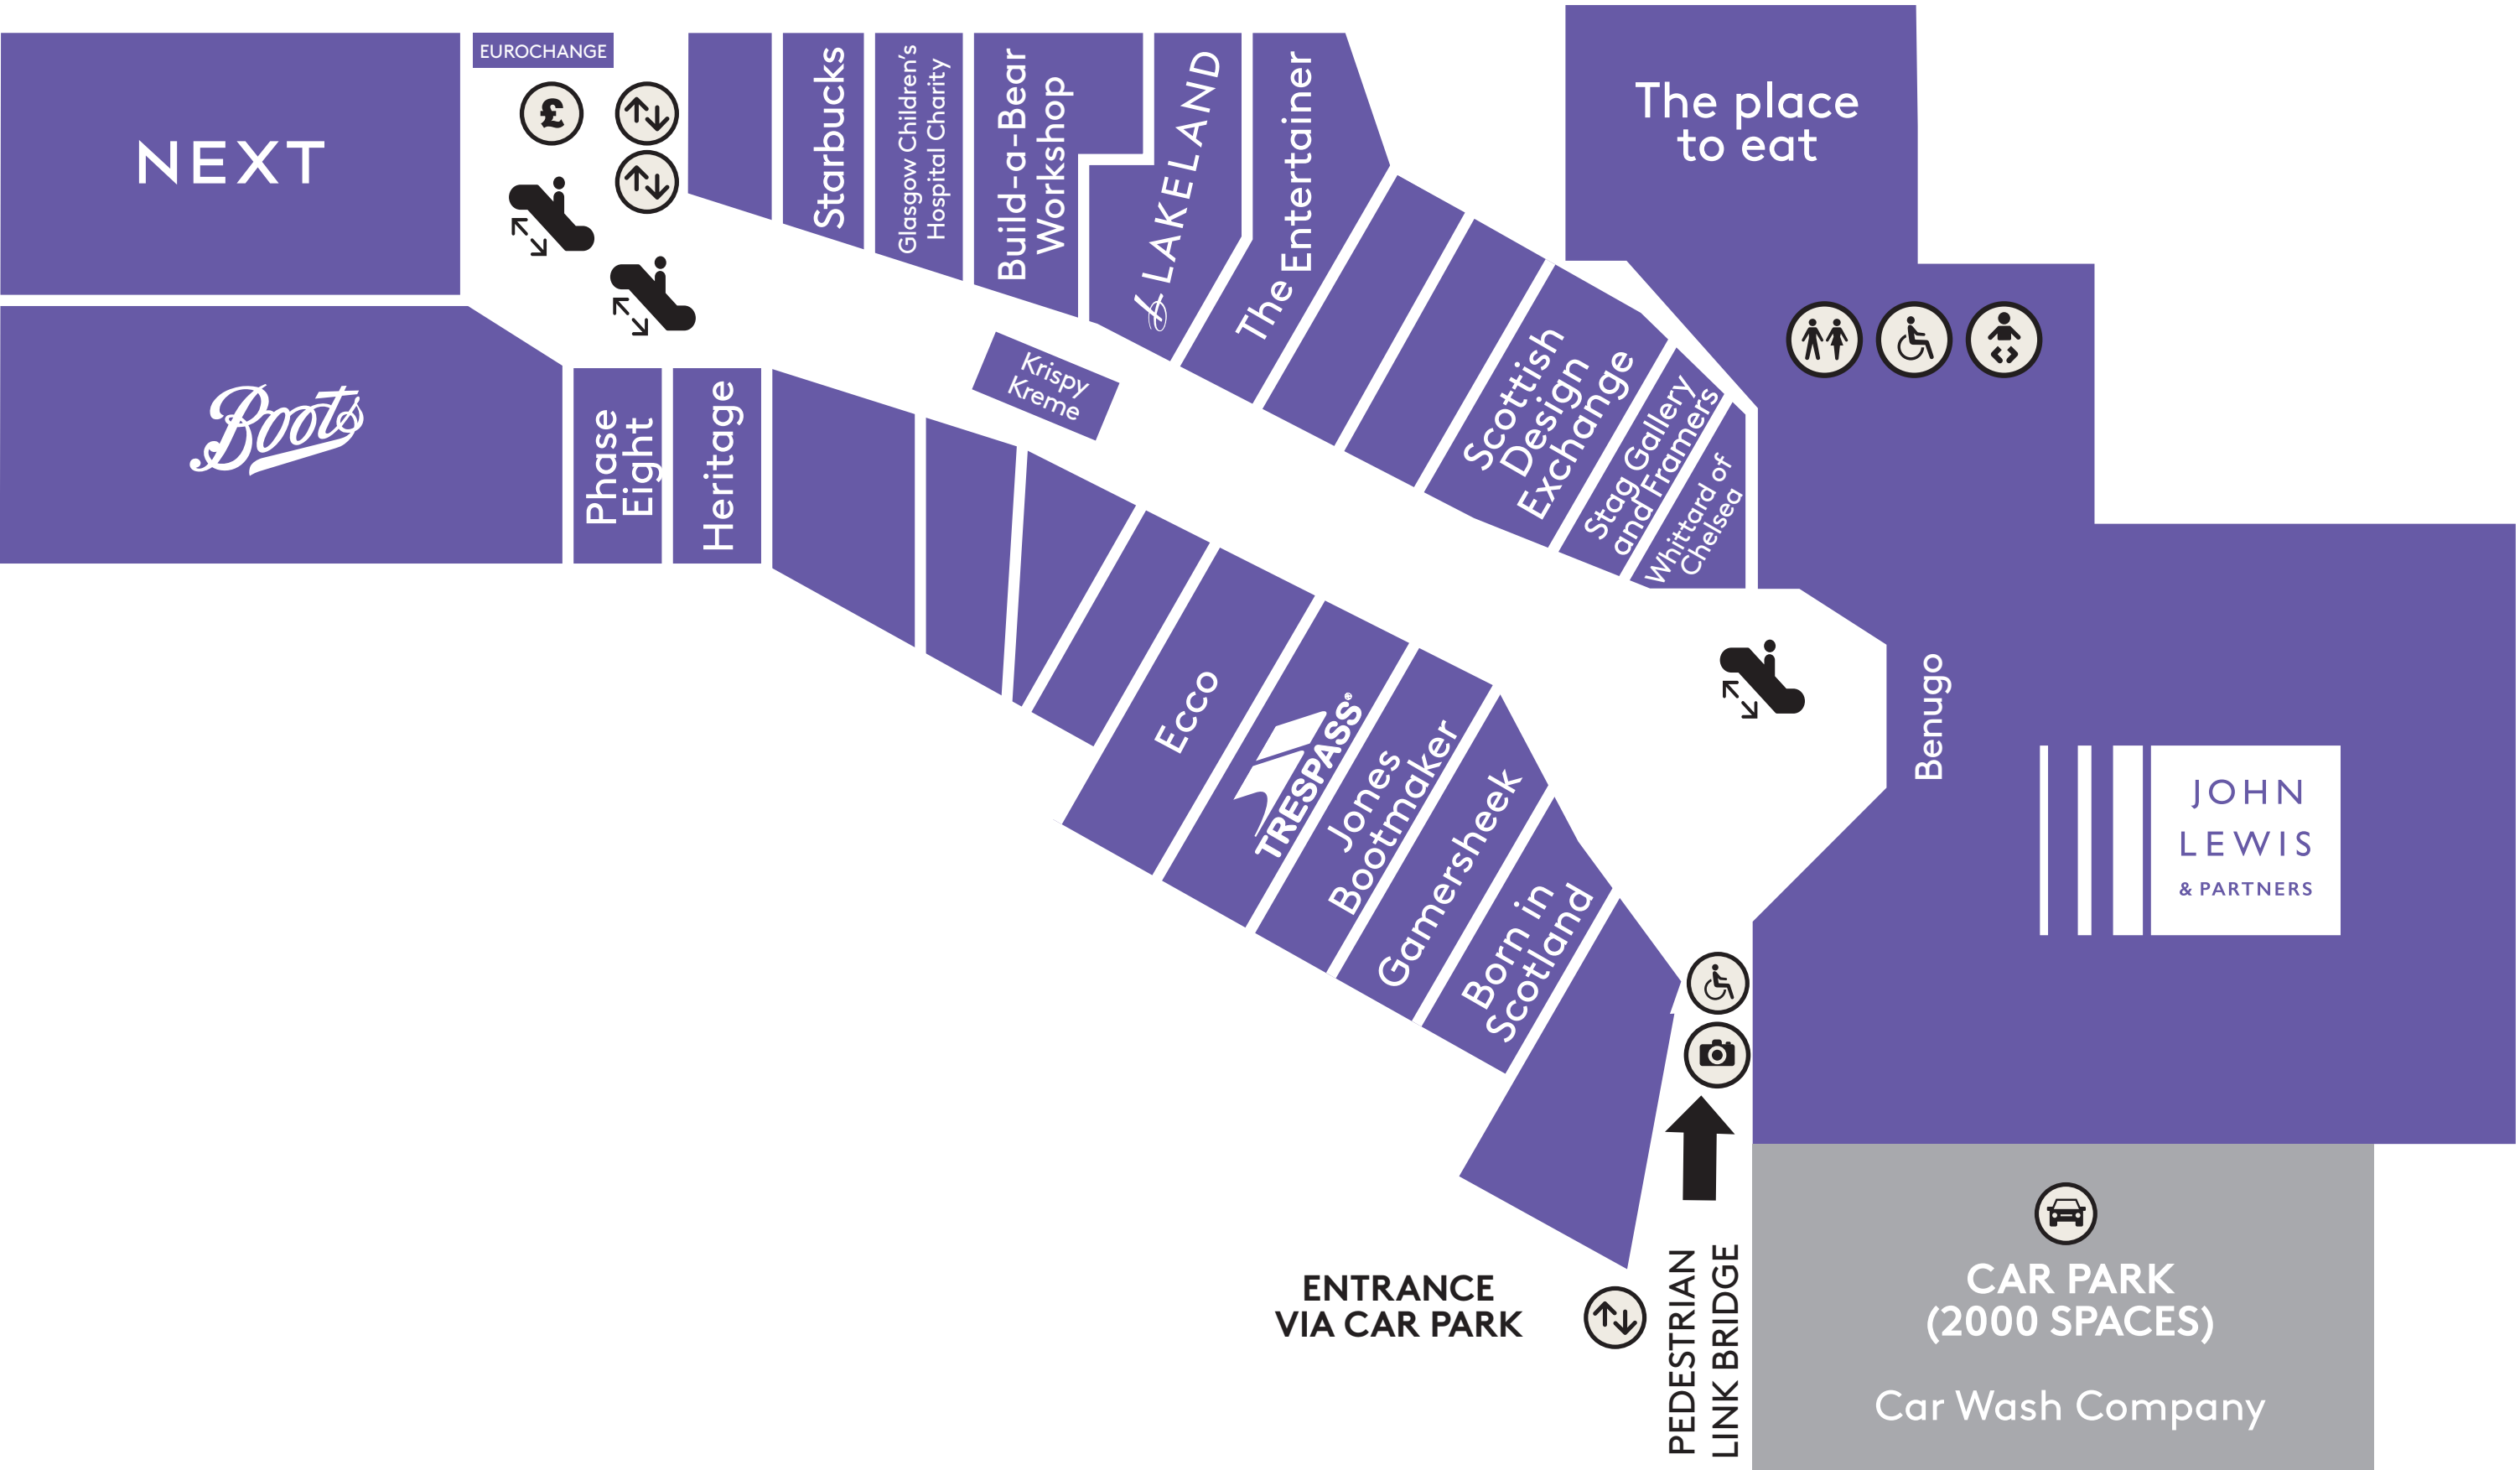 EUROCHANGE
NEXT
£
Starbucks
Glasgow Children's
Hospital Charity
Build-a-Bear
Workshop
LAKELAND
The Entertainer
The place
to eat
Boots
Phase
Eight
Heritage
Krispy
Kreme
Scottish
Design
Exchange
Stag Gallery
and Framers
Whittard of
Chelsea
Ecco
TRESPASS®
Jones
Bootmaker
Gamersheek
Born in
Scotland
Benugo
JOHN
LEWIS
& PARTNERS
ENTRANCE
VIA CAR PARK
PEDESTRIAN
LINK BRIDGE
CAR PARK
(2000 SPACES)
Car Wash Company